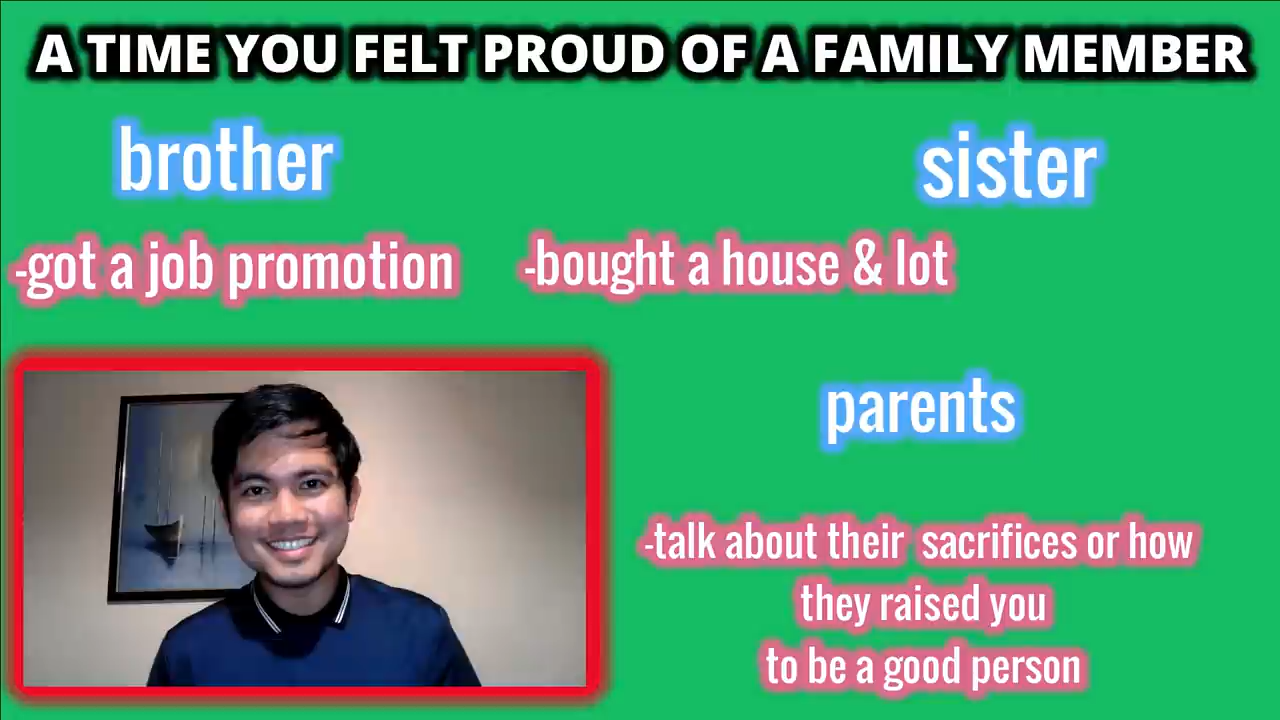 A TIME YOU FELT PROUD OF A FAMILY MEMBER
brother
sister
-got a job promotion
-bought a house & lot
parents
-talk about their sacrifices or how
they raised you
to be a good person